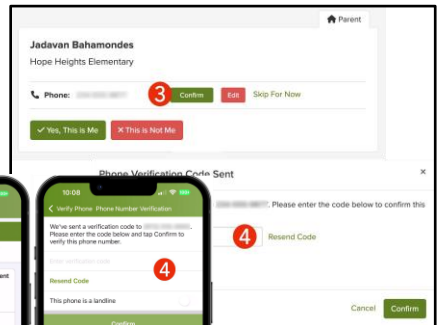 Parent
Jadavan Bahamondes
Hope Heights Elementary
Phone:
3
Confirm
Edit
Skip For Now
✓ Yes, This is Me
× This is Not Me
Phone Verification Code Sent
×
. Please enter the code below to confirm this
4
Resend Code
Cancel
Confirm
10:08
Verify Phone Phone Number Verification
We've sent a verification code to
Please enter the code below and tap Confirm to
verify this phone number.
Enter verification code
4
Resend Code
This phone is a landline
Confirm